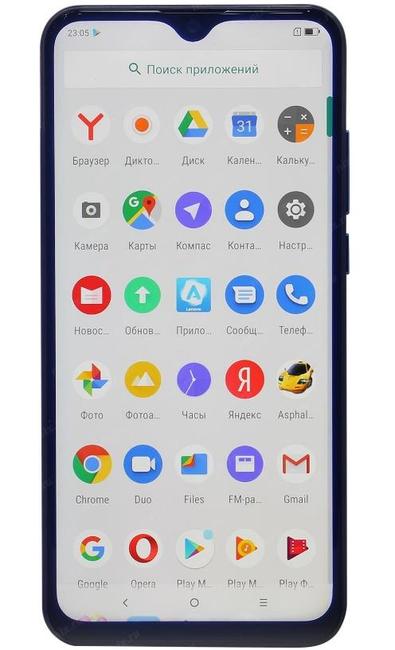 23:05
Поиск приложений
Браузер Дикто... Диск Кален... Кальку...
31
Камера Карты Компас Конта... Настр...
Новос... Обнов... Прило... Сообщ... Телеф...
Lenovo
Фото Фотоа... Часы Яндекс Asphal...
Chrome Duo Files FM-ра... Gmail
Google Opera Play М... Play М... Play Ф...